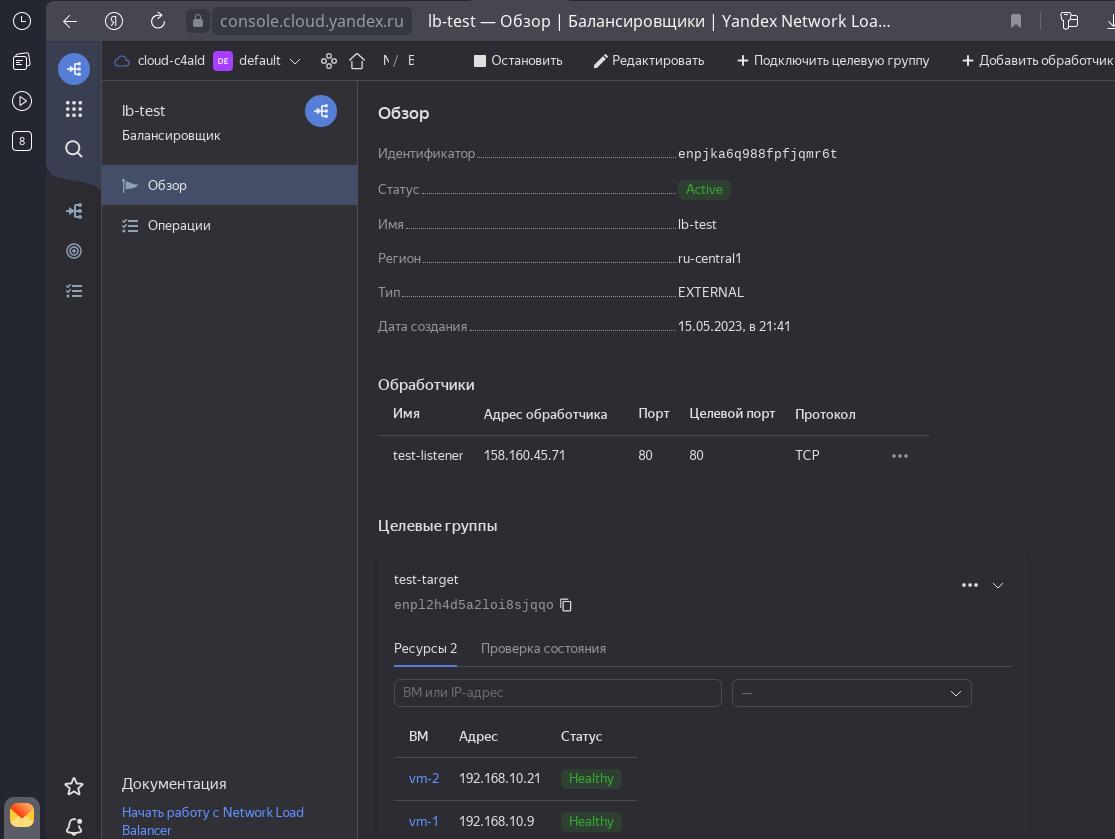 console.cloud.yandex.ru lb-test — Обзор | Балансировщики | Yandex Network Loa...
cloud-c4ald DE default / Остановить Редактировать + Подключить целевую группу + Добавить обработчик
8
lb-test
Балансировщик
Обзор
Операции
Документация
Начать работу с Network Load
Balancer
Обзор
Идентификатор enpjka6q988fpfjqmr6t
Статус Active
Имя lb-test
Регион ru-central1
Тип EXTERNAL
Дата создания 15.05.2023, в 21:41
Обработчики
Имя Адрес обработчика Порт Целевой порт Протокол
test-listener 158.160.45.71 80 80 TCP
Целевые группы
test-target
enpl2h4d5a2loi8sjqqo
Ресурсы 2 Проверка состояния
ВМ или IP-адрес —
ВМ Адрес Статус
vm-2 192.168.10.21 Healthy
vm-1 192.168.10.9 Healthy